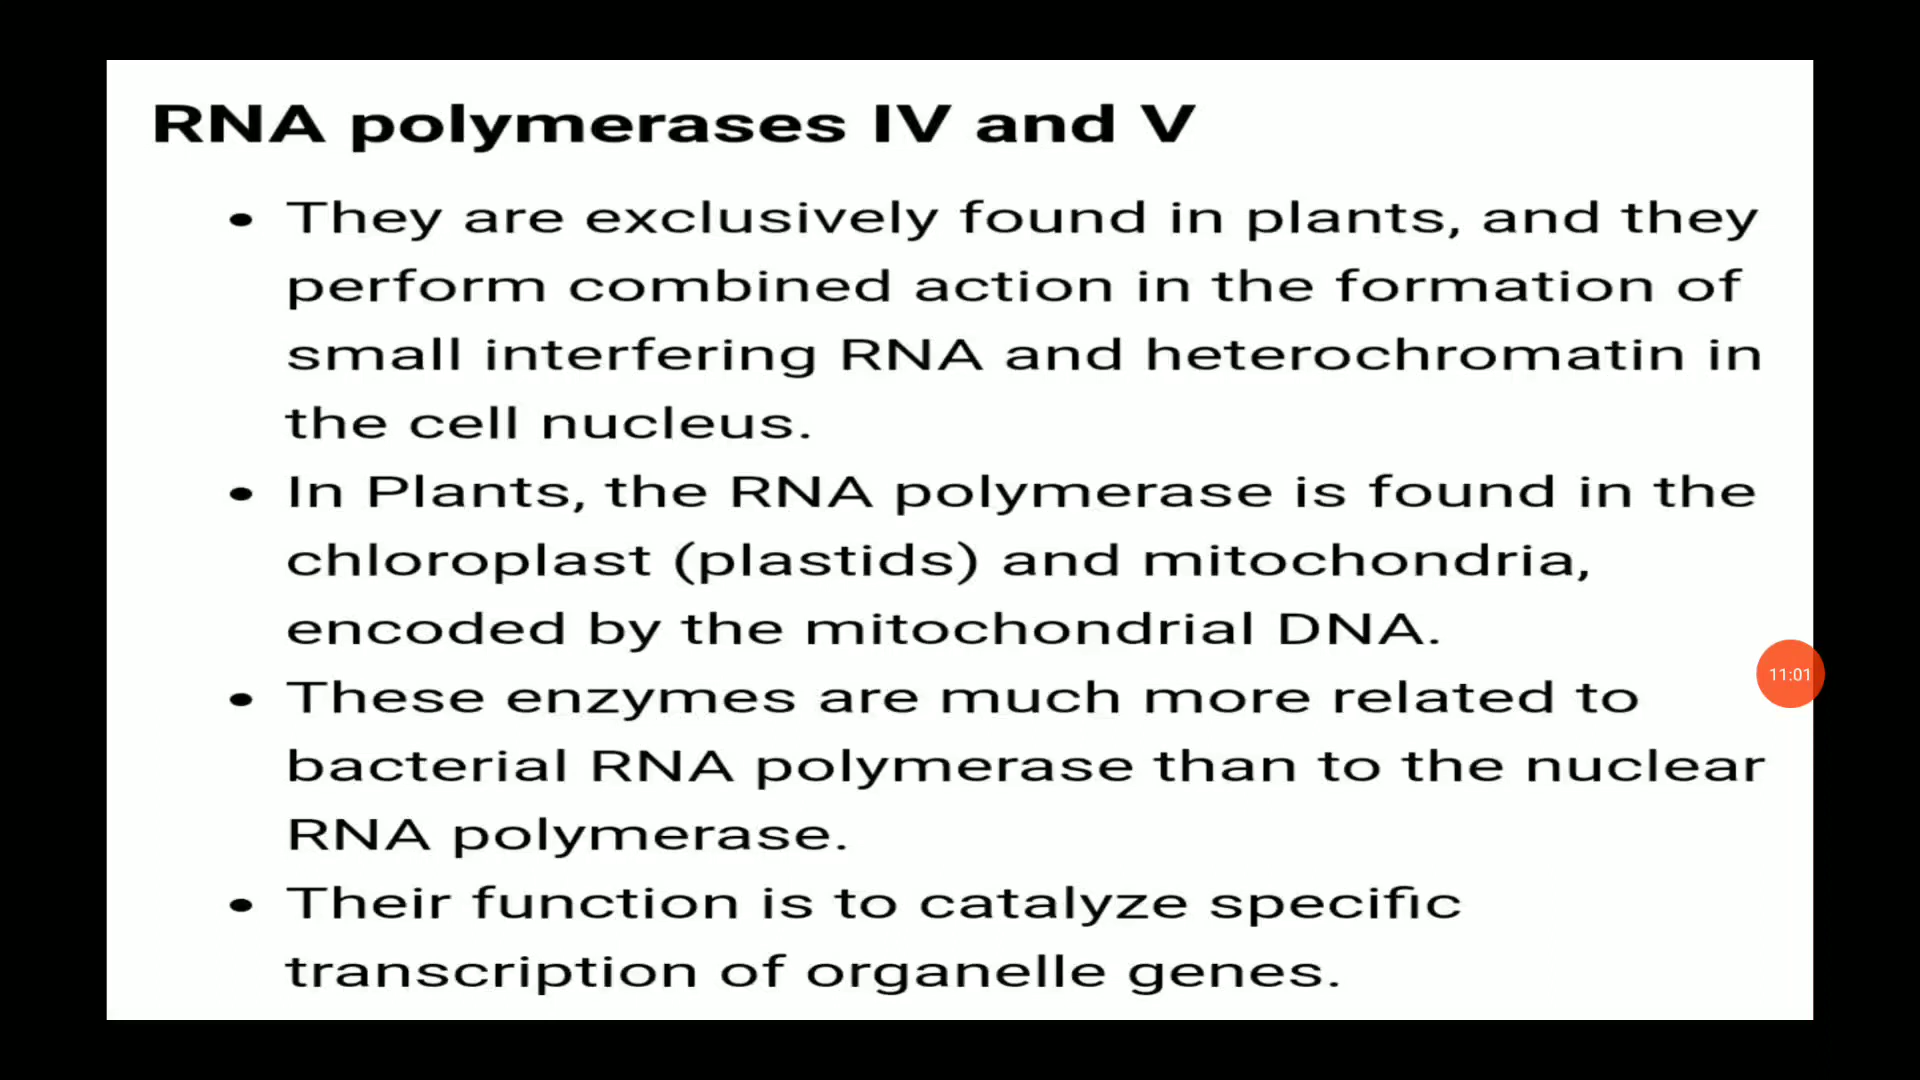 RNA polymerases IV and V
• They are exclusively found in plants, and they
perform combined action in the formation of
small interfering RNA and heterochromatin in
the cell nucleus.
• In Plants, the RNA polymerase is found in the
chloroplast (plastids) and mitochondria,
encoded by the mitochondrial DNA.
• These enzymes are much more related to
bacterial RNA polymerase than to the nuclear
RNA polymerase.
• Their function is to catalyze specific
transcription of organelle genes.
11:01